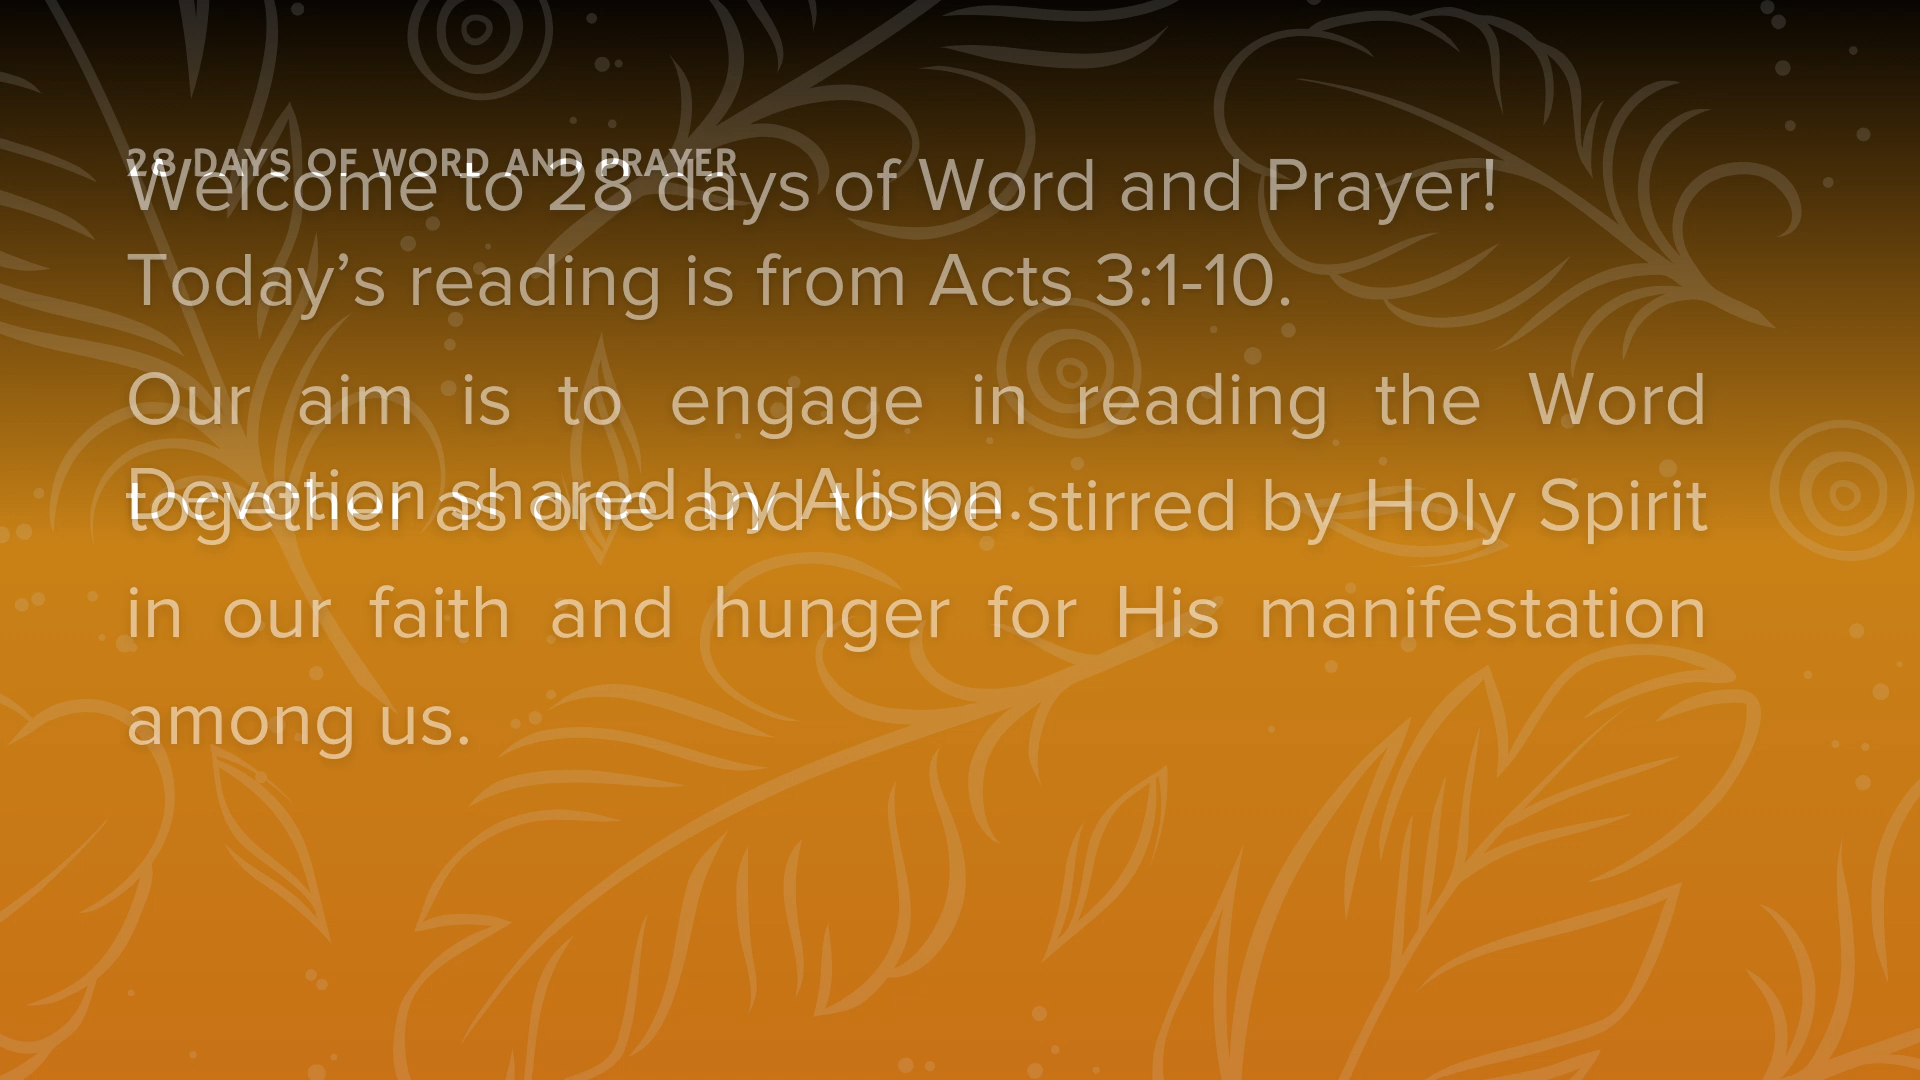 28 DAYS OF WORD AND PRAYER
Welcome to 28 days of Word and Prayer!
Today’s reading is from Acts 3:1-10.
Our aim is to engage in reading the Word
Devotion shared by Alison.
together as one and to be stirred by Holy Spirit
in our faith and hunger for His manifestation
among us.